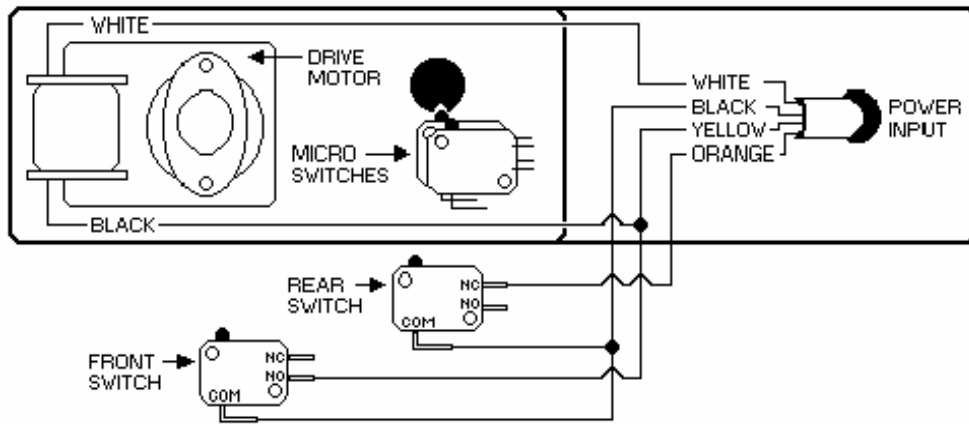 WHITE
DRIVE
MOTOR
MICRO
SWITCHES
BLACK
WHITE
BLACK
YELLOW
ORANGE
POWER
INPUT
REAR
SWITCH
NC
NO
COM
FRONT
SWITCH
NC
NO
COM